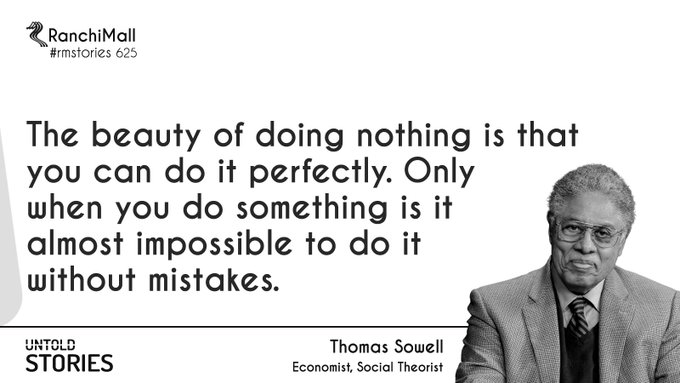 RanchiMall
#rmstories 625
The beauty of doing nothing is that
you can do it perfectly. Only
when you do something is it
almost impossible to do it
without mistakes.
UNTOLD
STORIES
Thomas Sowell
Economist, Social Theorist